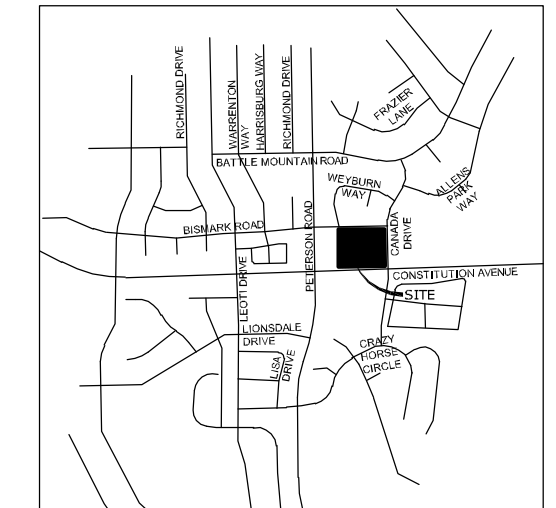 RICHMOND DRIVE
WARRENTON
WAY
HARRISBURG WAY
RICHMOND DRIVE
FRAZIER
LANE
BATTLE MOUNTAIN ROAD
WEYBURN
WAY
ALLENS
PARK
WAY
BISMARK ROAD
PETERSON ROAD
CANADA
DRIVE
CONSTITUTION AVENUE
SITE
LEOTI DRIVE
LIONSDALE
DRIVE
LISA
DRIVE
CRAZY
HORSE
CIRCLE